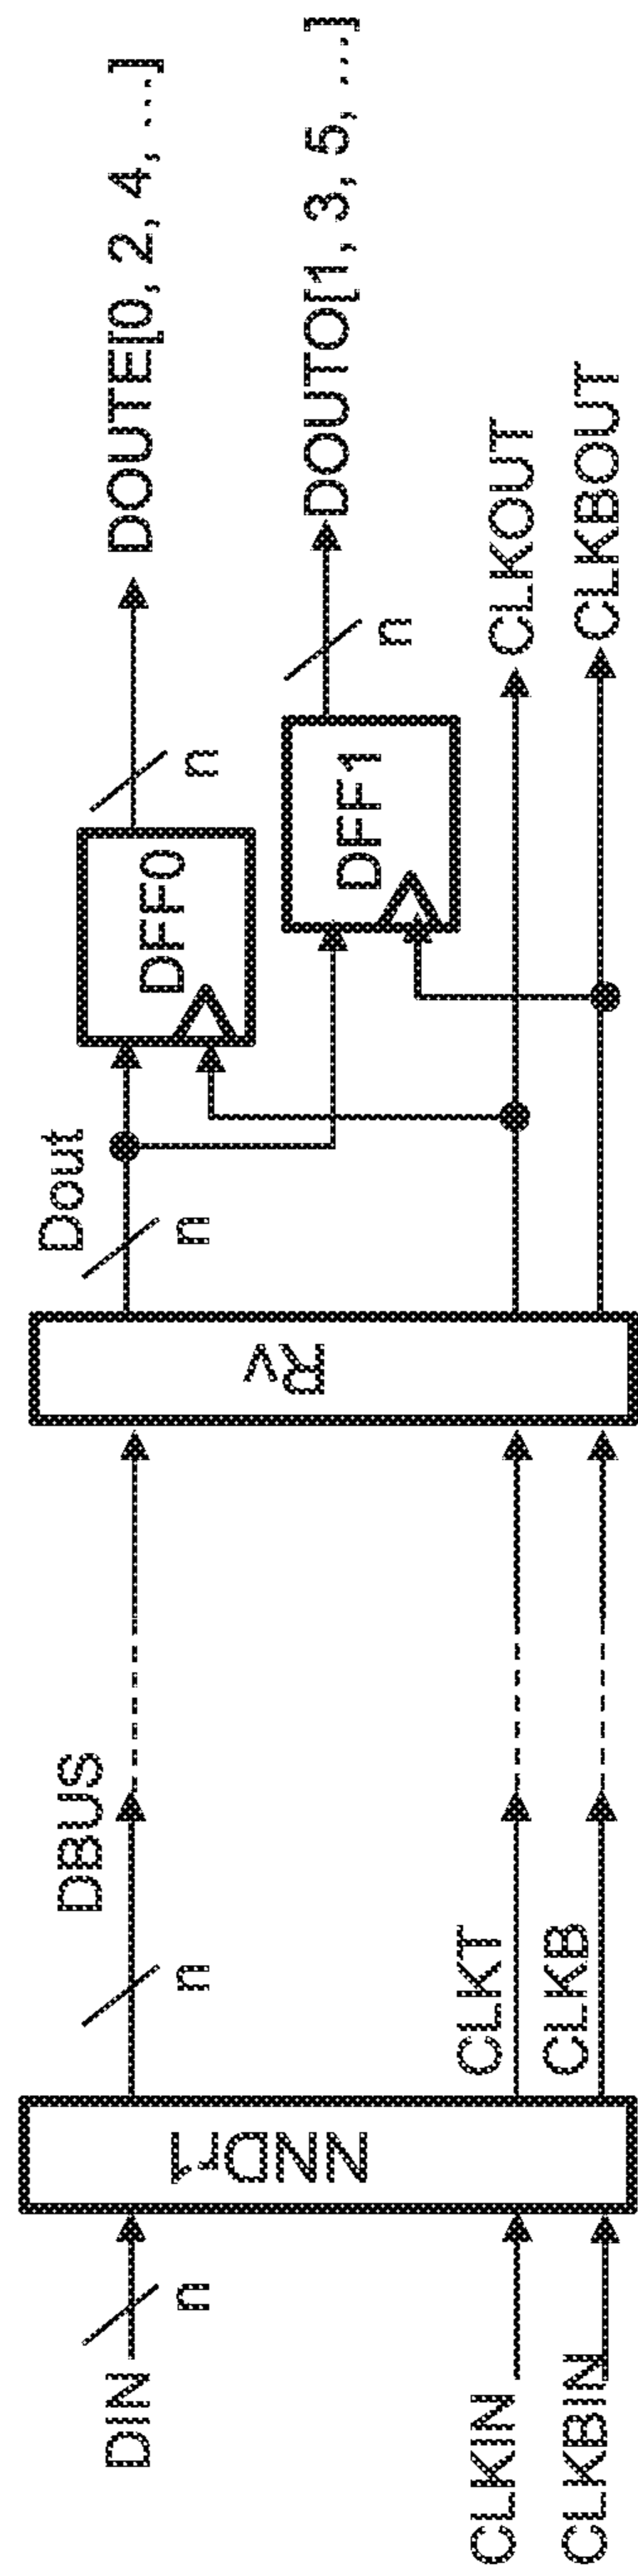 DIN
n
CLKIN
CLKBIN
NNDr1
DBUS
n
CLKT
CLKB
Rv
Dout
n
DFF0
n
DOUTE[0, 2, 4, ...]
DFF1
n
DOUTO[1, 3, 5, ...]
CLKOUT
CLKBOUT